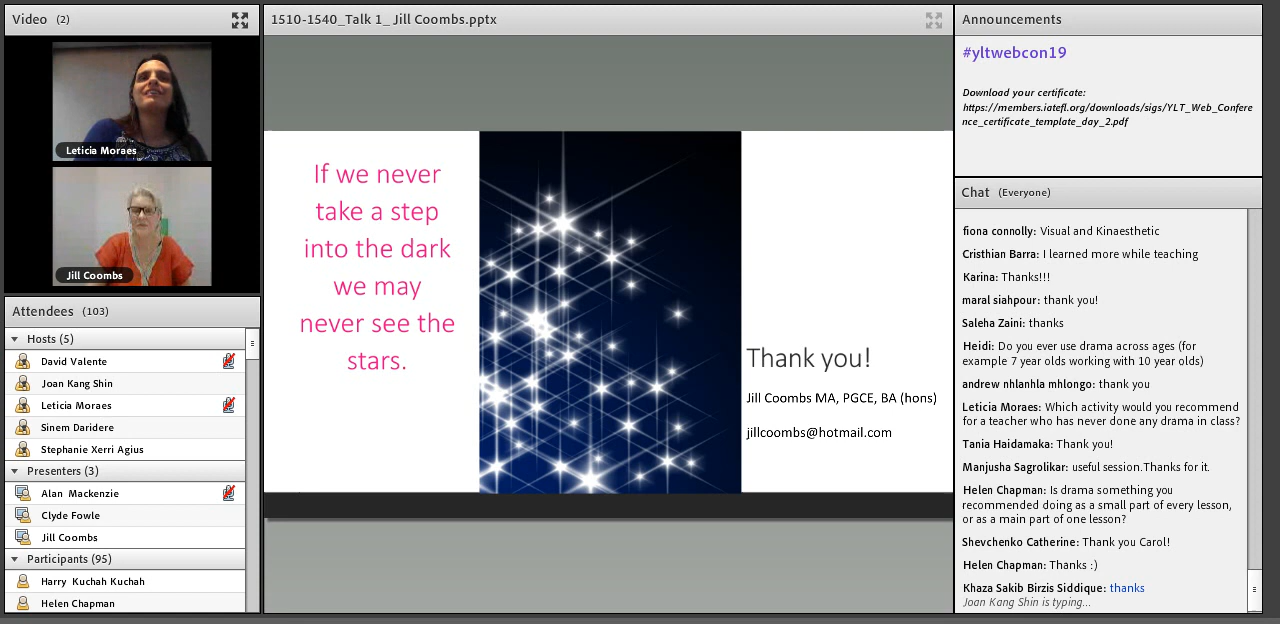 Video (2)
Leticia Moraes
Jill Coombs
Attendees (103)
Hosts (5)
David Valente
Joan Kang Shin
Leticia Moraes
Sinem Daridere
Stephanie Xerri Agius
Presenters (3)
Alan Mackenzie
Clyde Fowle
Jill Coombs
Participants (95)
Harry Kuchah Kuchah
Helen Chapman
1510-1540_Talk 1_ Jill Coombs.pptx
If we never
take a step
into the dark
we may
never see the
stars.
Thank you!
Jill Coombs MA, PGCE, BA (hons)
jillcoombs@hotmail.com
Announcements
#yltwebcon19
Download your certificate:
https://members.iatefl.org/downloads/sigs/YLT_Web_Confere
nce_certificate_template_day_2.pdf
Chat (Everyone)
fiona connolly: Visual and Kinaesthetic
Cristhian Barra: I learned more while teaching
Karina: Thanks!!!
maral siahpour: thank you!
Saleha Zaini: thanks
Heidi: Do you ever use drama across ages (for
example 7 year olds working with 10 year olds)
andrew nhlanhla mhlongo: thank you
Leticia Moraes: Which activity would you recommend
for a teacher who has never done any drama in class?
Tania Haidamaka: Thank you!
Manjusha Sagrolikar: useful session.Thanks for it.
Helen Chapman: Is drama something you
recommended doing as a small part of every lesson,
or as a main part of one lesson?
Shevchenko Catherine: Thank you Carol!
Helen Chapman: Thanks :)
Khaza Sakib Birzis Siddique: thanks
Joan Kang Shin is typing...